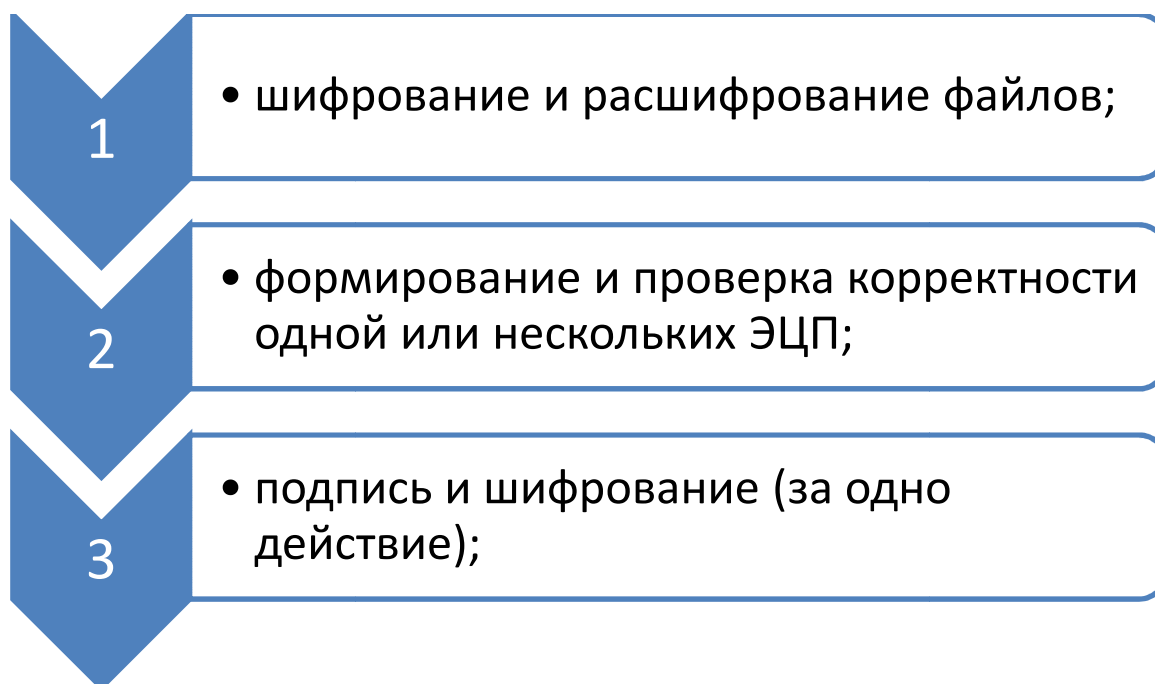 1
• шифрование и расшифрование файлов;
2
• формирование и проверка корректности
одной или нескольких ЭЦП;
3
• подпись и шифрование (за одно
действие);